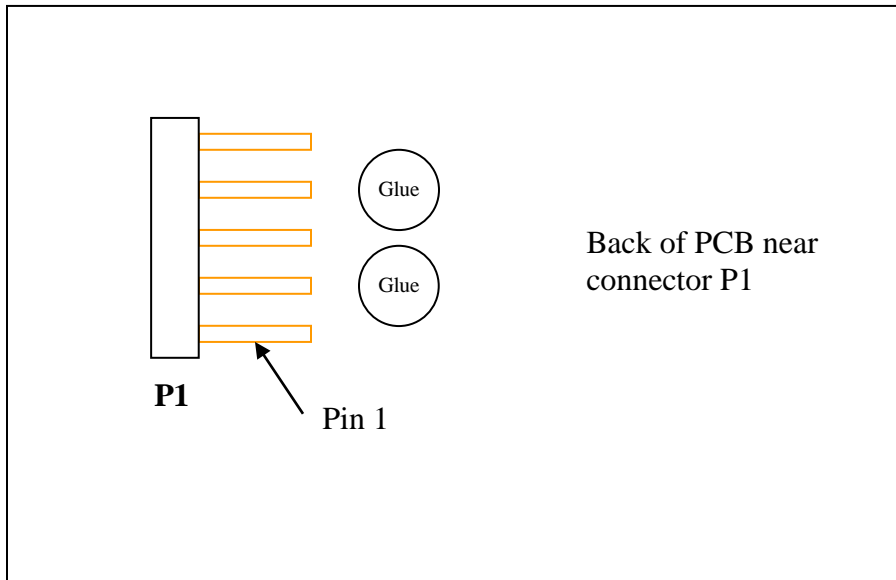 Glue
Glue
Back of PCB near
connector P1
P1
Pin 1